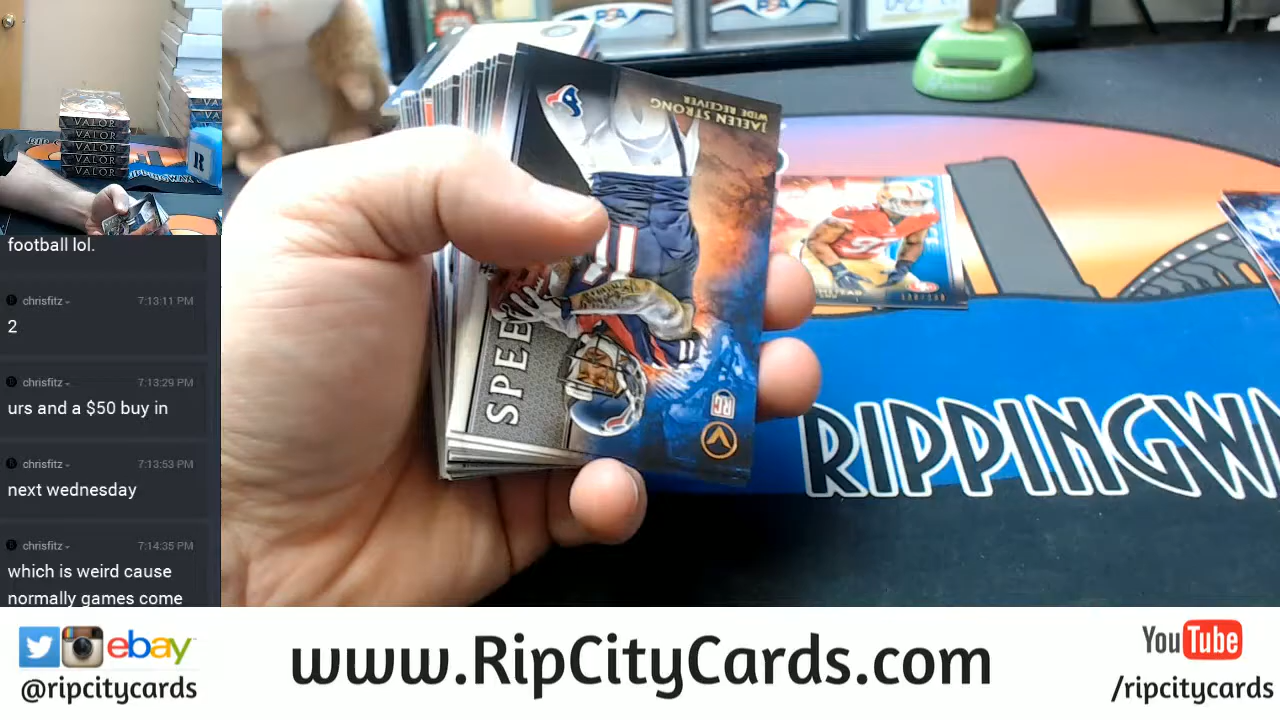 VALOR
VALOR
VALOR
VALOR
R
football lol.
chrisfitz
7:13:11 PM
2
chrisfitz
7:13:29 PM
urs and a $50 buy in
chrisfitz
7:13:53 PM
next wednesday
chrisfitz
7:14:35 PM
which is weird cause
normally games come
PSA
JAELEN STRONG
WIDE RECEIVER
SPEE
RC
V
RIPPINGW
ebay
@ripcitycards
www.RipCityCards.com
YouTube
/ripcitycards